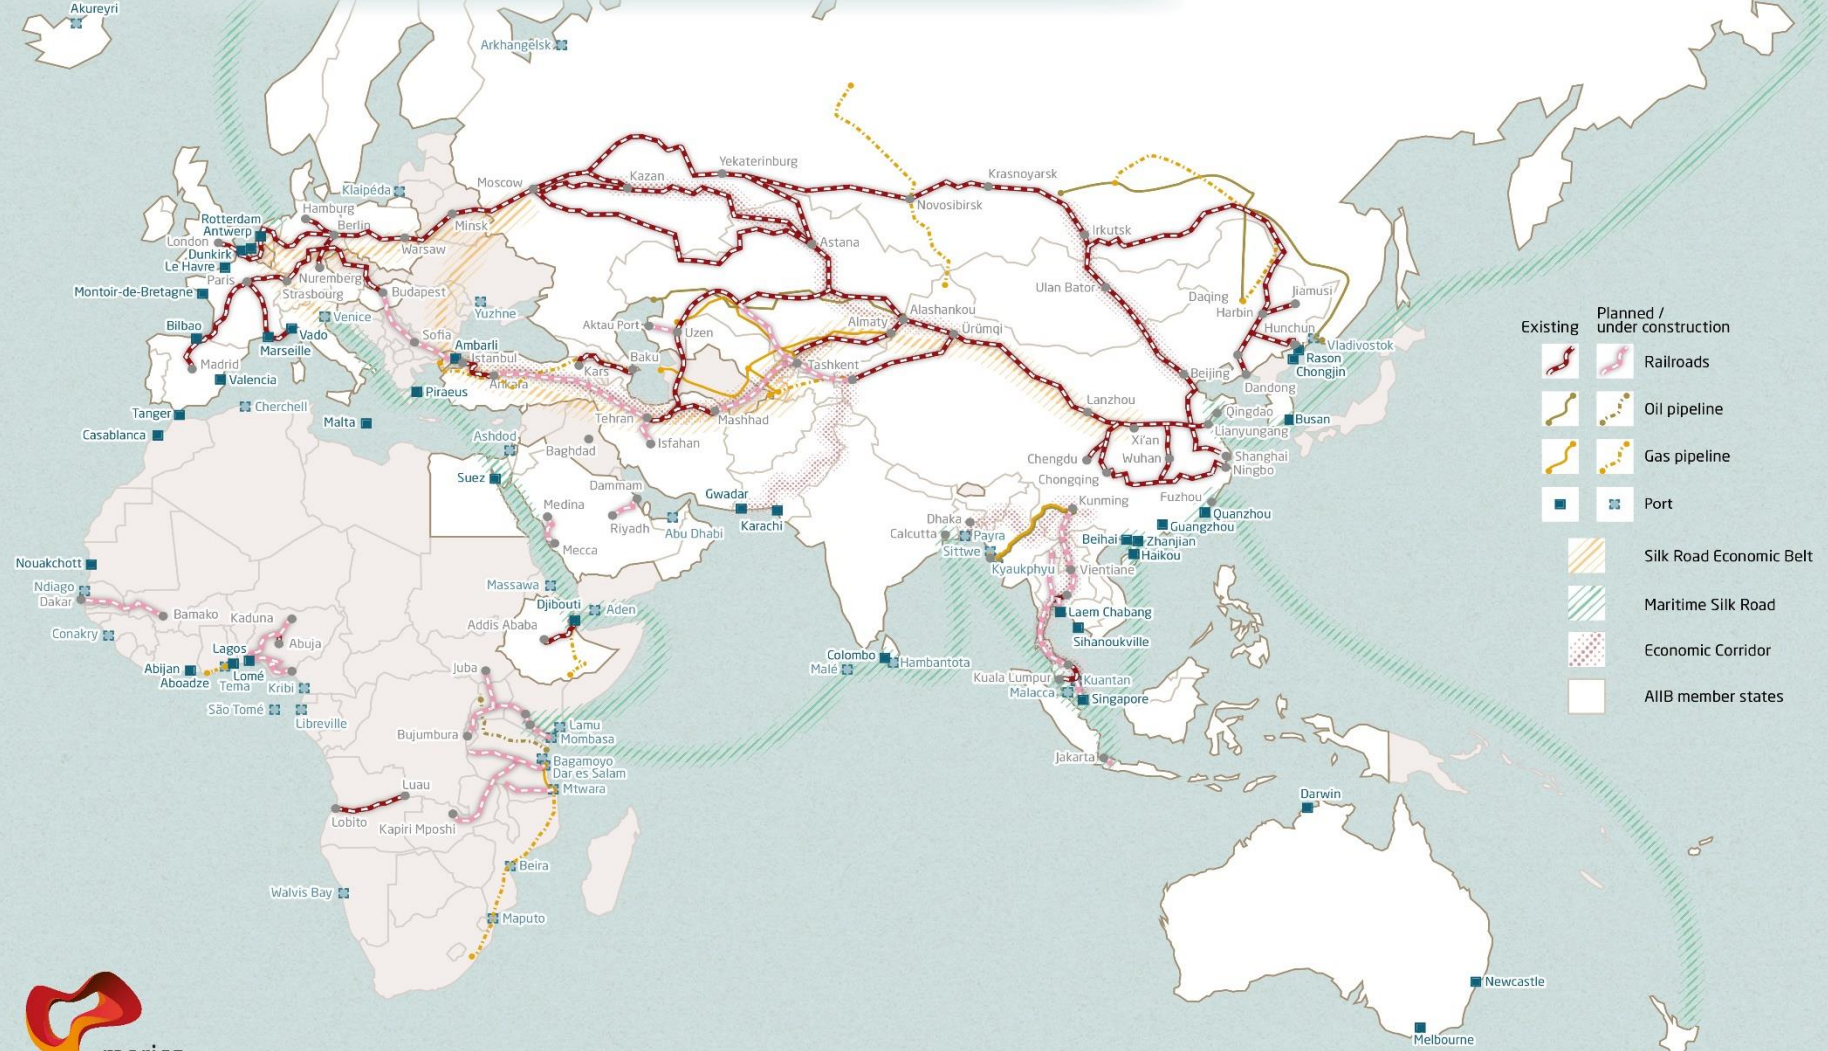 Akureyri
Arkhangelsk
Klaipéda
Moscow
Kazan
Yekaterinburg
Novosibirsk
Krasnoyarsk
Irkutsk
Hamburg
Rotterdam
Antwerp
London
Dunkirk
Le Havre
Paris
Berlin
Warsaw
Minsk
Nuremberg
Strasbourg
Budapest
Montoir-de-Bretagne
Venice
Yuzhne
Bilbao
Vado
Marseille
Madrid
Valencia
Sofia
Ambarli
Istanbul
Ankara
Piraeus
Kars
Baku
Aktau Port
Uzen
Astana
Alashankou
Almaty
Ürümqi
Tashkent
Ulan Bator
Daqing
Jiamusi
Harbin
Hunchun
Vladivostok
Rason
Chongjin
Beijing
Dandong
Tanger
Casablanca
Cherchell
Malta
Tehran
Mashhad
Isfahan
Ashdod
Baghdad
Suez
Lanzhou
Qingdao
Lianyungang
Busan
Xi'an
Chengdu
Wuhan
Shanghai
Ningbo
Chongqing
Fuzhou
Dammam
Medina
Riyadh
Abu Dhabi
Mecca
Gwadar
Karachi
Kunming
Quanzhou
Guangzhou
Dhaka
Calcutta
Payra
Sittwe
Kyaukphyu
Beihai
Zhanjian
Haikou
Vientiane
Nouakchott
Ndiago
Dakar
Bamako
Kaduna
Conakry
Abuja
Lagos
Abijan
Aboadze
Lomé
Tema
Kribi
São Tomé
Libreville
Massawa
Djibouti
Aden
Addis Ababa
Juba
Laem Chabang
Sihanoukville
Colombo
Hambantota
Malé
Kuala Lumpur
Kuantan
Malacca
Singapore
Bujumbura
Lamu
Mombasa
Bagamoyo
Dar es Salam
Mtwara
Jakarta
Luau
Lobito
Kapiri Mposhi
Beira
Walvis Bay
Maputo
Darwin
Newcastle
Melbourne
Existing
Planned /
under construction
Railroads
Oil pipeline
Gas pipeline
Port
Silk Road Economic Belt
Maritime Silk Road
Economic Corridor
AIIB member states